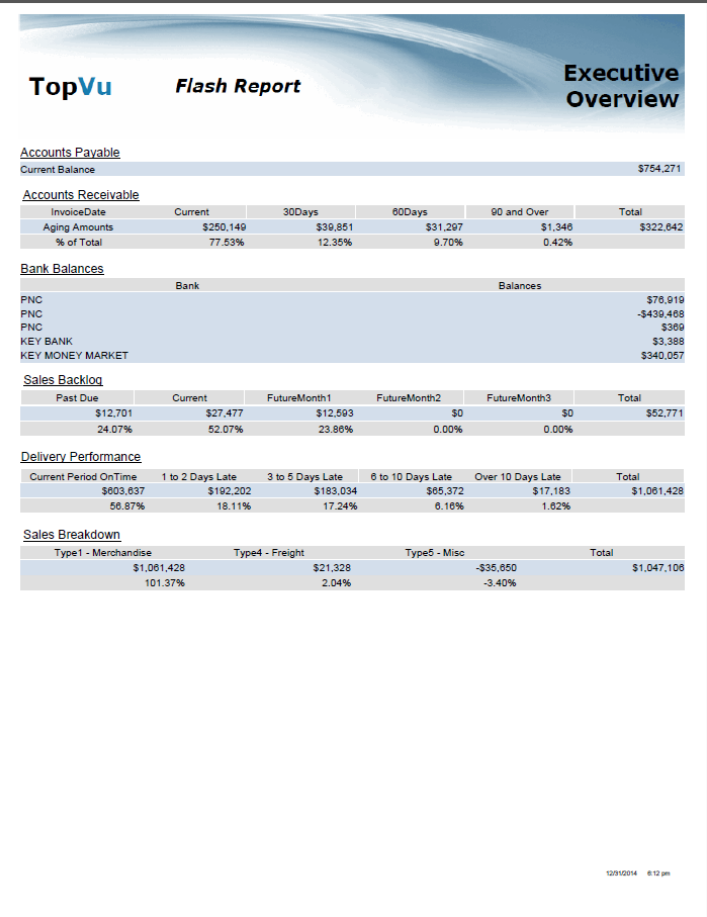 TopVu Flash Report Executive Overview
Accounts Payable
Current Balance $754,271
Accounts Receivable
InvoiceDate Current 30Days 60Days 90 and Over Total
Aging Amounts $250,149 $39,851 $31,297 $1,346 $322,642
% of Total 77.53% 12.35% 9.70% 0.42%
Bank Balances
Bank Balances
PNC $76,919
PNC -$439,468
PNC $369
KEY BANK $3,388
KEY MONEY MARKET $340,057
Sales Backlog
Past Due Current FutureMonth1 FutureMonth2 FutureMonth3 Total
$12,701 $27,477 $12,593 $0 $0 $52,771
24.07% 52.07% 23.86% 0.00% 0.00%
Delivery Performance
Current Period OnTime 1 to 2 Days Late 3 to 5 Days Late 6 to 10 Days Late Over 10 Days Late Total
$603,637 $192,202 $183,034 $65,372 $17,183 $1,061,428
56.87% 18.11% 17.24% 6.16% 1.62%
Sales Breakdown
Type1 - Merchandise Type4 - Freight Type5 - Misc Total
$1,061,428 $21,328 -$35,650 $1,047,106
101.37% 2.04% -3.40%
12/31/2014 6:12 pm